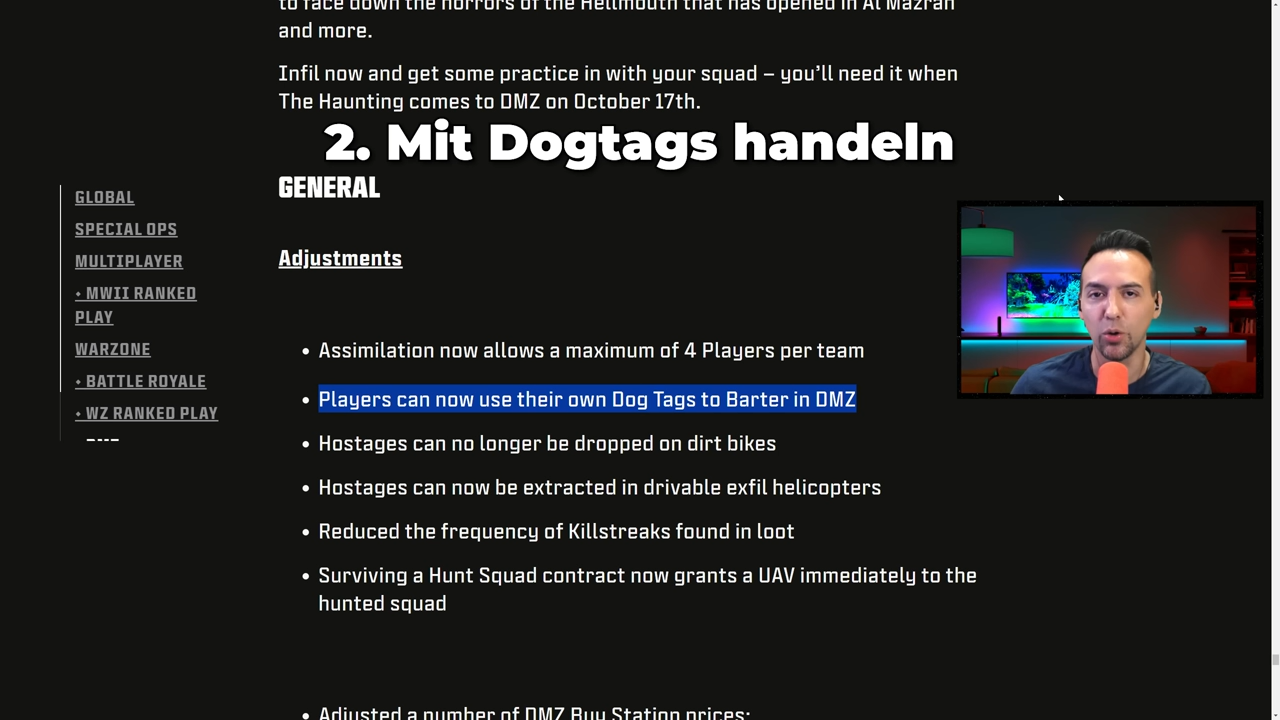 to face down the horrors of the Hellmouth that has opened in Al Mazrah
and more.
Infil now and get some practice in with your squad – you’ll need it when
The Haunting comes to DMZ on October 17th.
2. Mit Dogtags handeln
GENERAL
GLOBAL
SPECIAL OPS
MULTIPLAYER
• MWII RANKED
PLAY
WARZONE
• BATTLE ROYALE
• WZ RANKED PLAY
• DMZ
Adjustments
• Assimilation now allows a maximum of 4 Players per team
• Players can now use their own Dog Tags to Barter in DMZ
• Hostages can no longer be dropped on dirt bikes
• Hostages can now be extracted in drivable exfil helicopters
• Reduced the frequency of Killstreaks found in loot
• Surviving a Hunt Squad contract now grants a UAV immediately to the
hunted squad
• Adjusted a number of DMZ Buy Station prices: